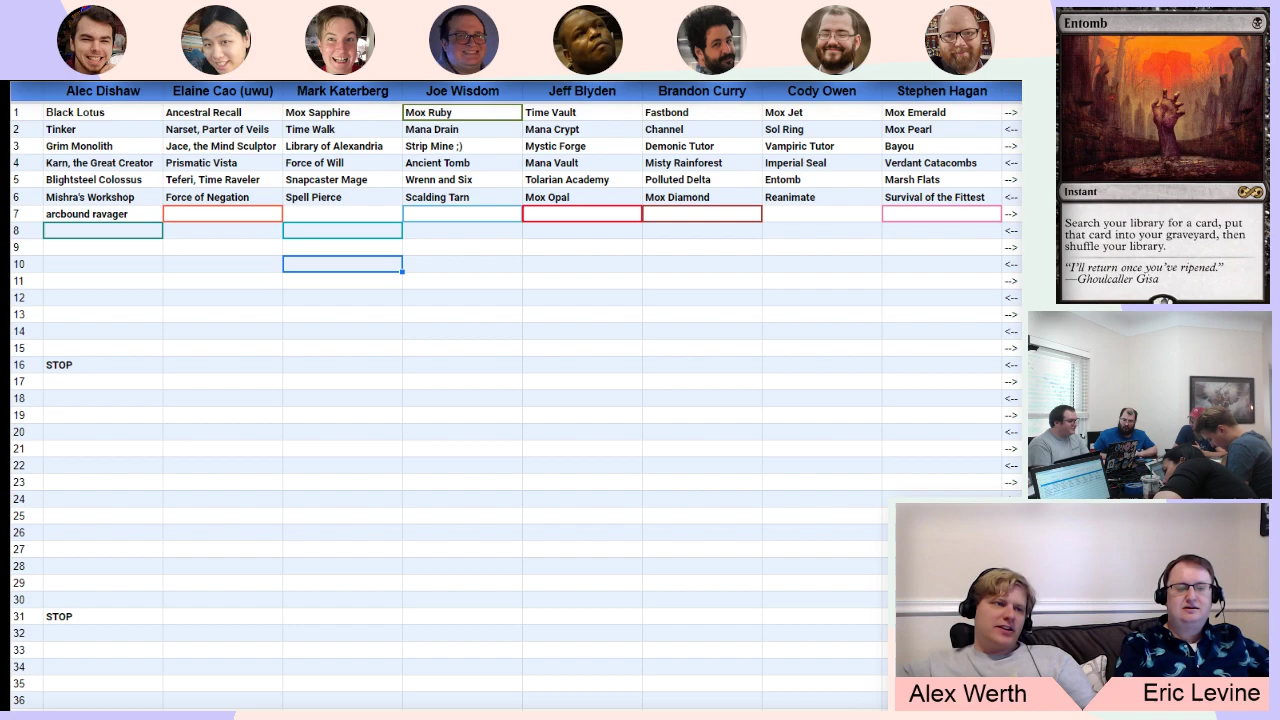 Alec Dishaw Elaine Cao (uwu) Mark Katerberg Joe Wisdom Jeff Blyden Brandon Curry Cody Owen Stephen Hagan
1 Black Lotus Ancestral Recall Mox Sapphire Mox Ruby Time Vault Fastbond Mox Jet Mox Emerald -->
2 Tinker Narset, Parter of Veils Time Walk Mana Drain Mana Crypt Channel Sol Ring Mox Pearl <--
3 Grim Monolith Jace, the Mind Sculptor Library of Alexandria Strip Mine ;) Mystic Forge Demonic Tutor Vampiric Tutor Bayou -->
4 Karn, the Great Creator Prismatic Vista Force of Will Ancient Tomb Mana Vault Misty Rainforest Imperial Seal Verdant Catacombs <--
5 Blightsteel Colossus Teferi, Time Raveler Snapcaster Mage Wrenn and Six Tolarian Academy Polluted Delta Entomb Marsh Flats -->
6 Mishra's Workshop Force of Negation Spell Pierce Scalding Tarn Mox Opal Mox Diamond Reanimate Survival of the Fittest <--
7 arcbound ravager -->
8 <--
9 -->
10 <--
11 -->
12 <--
13 -->
14 <--
15 -->
16 STOP <--
17 -->
18 <--
19 -->
20 <--
21 -->
22 <--
23 -->
24
25
26
27
28
29
30
31 STOP
32
33
34
35
36
Entomb
Instant
Search your library for a card, put
that card into your graveyard, then
shuffle your library.
“I'll return once you've ripened.”
—Ghoulcaller Gisa
Alex Werth
Eric Levine